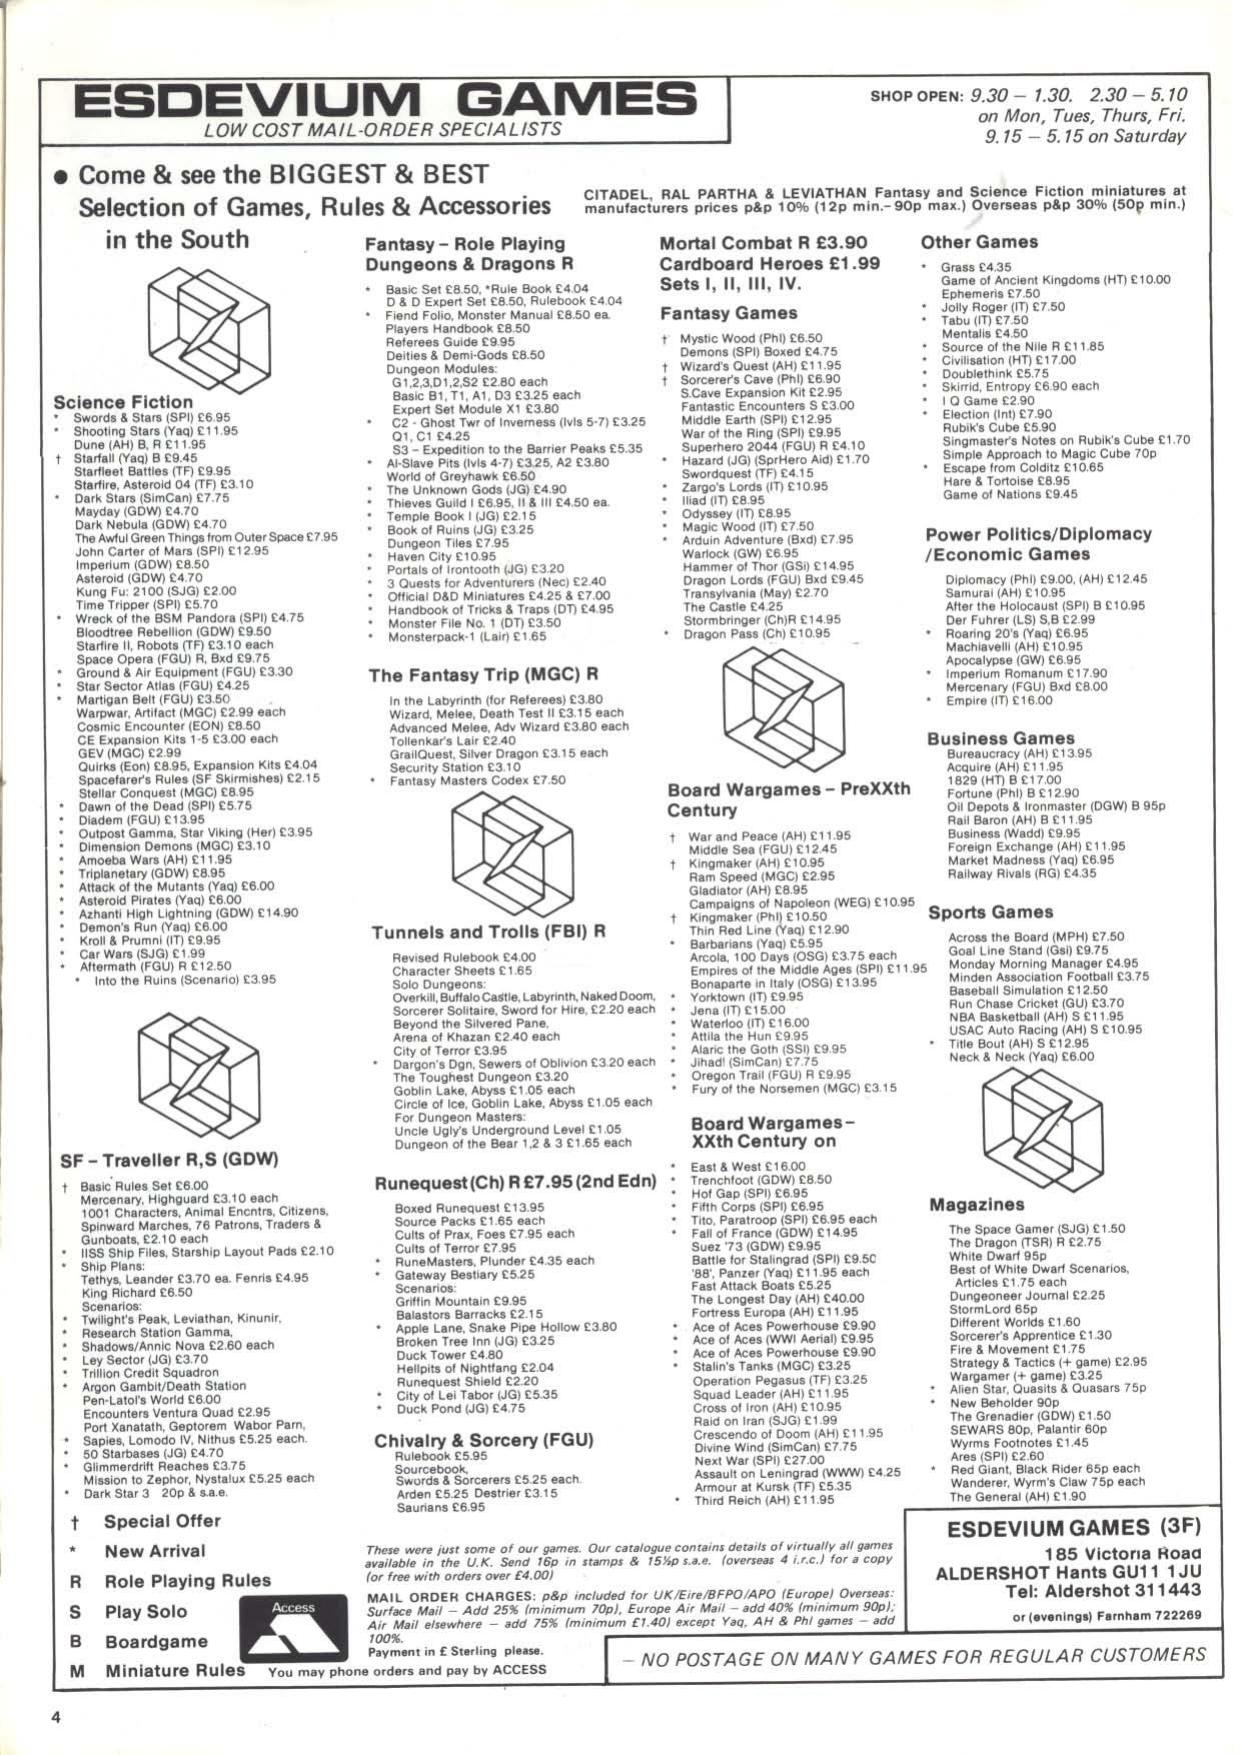 ESDEVIUM GAMES
LOW COST MAIL-ORDER SPECIALISTS
SHOP OPEN: 9.30 – 1.30. 2.30 – 5.10
on Mon, Tues, Thurs, Fri.
9.15 – 5.15 on Saturday
● Come & see the BIGGEST & BEST
Selection of Games, Rules & Accessories
in the South
CITADEL, RAL PARTHA & LEVIATHAN Fantasy and Science Fiction miniatures at
manufacturers prices p&p 10% (12p min.-90p max.) Overseas p&p 30% (50p min.)
Science Fiction
* Swords & Stars (SPI) £6.95
* Shooting Stars (Yaq) £11.95
Dune (AH) B, R £11.95
† Starfall (Yaq) B £9.45
Starfleet Battles (TF) £9.95
Starfire, Asteroid 04 (TF) £3.10
* Dark Stars (SimCan) £7.75
Mayday (GDW) £4.70
Dark Nebula (GDW) £4.70
The Awful Green Things from Outer Space £7.95
John Carter of Mars (SPI) £12.95
Imperium (GDW) £8.50
Asteroid (GDW) £4.70
Kung Fu: 2100 (SJG) £2.00
Time Tripper (SPI) £5.70
* Wreck of the BSM Pandora (SPI) £4.75
Bloodtree Rebellion (GDW) £9.50
Starfire II, Robots (TF) £3.10 each
Space Opera (FGU) R, Bxd £9.75
* Ground & Air Equipment (FGU) £3.30
* Star Sector Atlas (FGU) £4.25
* Martigan Belt (FGU) £3.50
Warpwar, Artifact (MGC) £2.99 each
Cosmic Encounter (EON) £8.50
CE Expansion Kits 1-5 £3.00 each
GEV (MGC) £2.99
Quirks (Eon) £8.95, Expansion Kits £4.04
Spacefarer's Rules (SF Skirmishes) £2.15
Stellar Conquest (MGC) £8.95
* Dawn of the Dead (SPI) £5.75
* Diadem (FGU) £13.95
* Outpost Gamma, Star Viking (Her) £3.95
* Dimension Demons (MGC) £3.10
* Amoeba Wars (AH) £11.95
* Triplanetary (GDW) £8.95
* Attack of the Mutants (Yaq) £6.00
* Asteroid Pirates (Yaq) £6.00
* Azhanti High Lightning (GDW) £14.90
* Demon's Run (Yaq) £6.00
* Kroll & Prumni (IT) £9.95
* Car Wars (SJG) £1.99
* Aftermath (FGU) R £12.50
* Into the Ruins (Scenario) £3.95
SF – Traveller R,S (GDW)
† Basic Rules Set £6.00
Mercenary, Highguard £3.10 each
1001 Characters, Animal Encntrs, Citizens,
Spinward Marches, 76 Patrons, Traders &
Gunboats, £2.10 each
* IISS Ship Files, Starship Layout Pads £2.10
* Ship Plans:
Tethys, Leander £3.70 ea. Fenris £4.95
King Richard £6.50
Scenarios:
* Twilight's Peak, Leviathan, Kinunir,
* Research Station Gamma,
* Shadows/Annic Nova £2.60 each
* Ley Sector (JG) £3.70
* Trillion Credit Squadron
* Argon Gambit/Death Station
Pen-Latol's World £6.00
Encounters Ventura Quad £2.95
Port Xanatath, Geptorem Wabor Parn,
* Sapies, Lomodo IV, Nithus £5.25 each.
* 50 Starbases (JG) £4.70
* Glimmerdrift Reaches £3.75
Mission to Zephor, Nystalux £5.25 each
* Dark Star 3 20p & s.a.e.
† Special Offer
* New Arrival
R Role Playing Rules
S Play Solo
B Boardgame
M Miniature Rules
Access
You may phone orders and pay by ACCESS
Fantasy – Role Playing
Dungeons & Dragons R
* Basic Set £8.50, *Rule Book £4.04
D & D Expert Set £8.50, Rulebook £4.04
* Fiend Folio, Monster Manual £8.50 ea.
Players Handbook £8.50
Referees Guide £9.95
Deities & Demi-Gods £8.50
Dungeon Modules:
G1,2,3,D1,2,S2 £2.80 each
Basic B1, T1, A1, D3 £3.25 each
Expert Set Module X1 £3.80
* C2 - Ghost Twr of Inverness (lvls 5-7) £3.25
Q1, C1 £4.25
S3 – Expedition to the Barrier Peaks £5.35
* Al-Slave Pits (lvls 4-7) £3.25, A2 £3.80
World of Greyhawk £6.50
* The Unknown Gods (JG) £4.90
* Thieves Guild I £6.95, II & III £4.50 ea.
* Temple Book I (JG) £2.15
* Book of Ruins (JG) £3.25
Dungeon Tiles £7.95
* Haven City £10.95
* Portals of Irontooth (JG) £3.20
* 3 Quests for Adventurers (Nec) £2.40
* Official D&D Miniatures £4.25 & £7.00
* Handbook of Tricks & Traps (DT) £4.95
* Monster File No. 1 (DT) £3.50
* Monsterpack-1 (Lair) £1.65
The Fantasy Trip (MGC) R
In the Labyrinth (for Referees) £3.80
Wizard, Melee, Death Test II £3.15 each
Advanced Melee, Adv Wizard £3.80 each
Tollenkar's Lair £2.40
GrailQuest, Silver Dragon £3.15 each
Security Station £3.10
* Fantasy Masters Codex £7.50
Tunnels and Trolls (FBI) R
Revised Rulebook £4.00
Character Sheets £1.65
Solo Dungeons:
Overkill, Buffalo Castle, Labyrinth, Naked Doom,
Sorcerer Solitaire, Sword for Hire, £2.20 each
Beyond the Silvered Pane,
Arena of Khazan £2.40 each
City of Terror £3.95
* Dargon's Dgn, Sewers of Oblivion £3.20 each
The Toughest Dungeon £3.20
Goblin Lake, Abyss £1.05 each
Circle of Ice, Goblin Lake, Abyss £1.05 each
For Dungeon Masters:
Uncle Ugly's Underground Level £1.05
Dungeon of the Bear 1,2 & 3 £1.65 each
Runequest (Ch) R £7.95 (2nd Edn)
Boxed Runequest £13.95
Source Packs £1.65 each
Cults of Prax, Foes £7.95 each
Cults of Terror £7.95
* RuneMasters, Plunder £4.35 each
* Gateway Bestiary £5.25
Scenarios:
Griffin Mountain £9.95
Balastors Barracks £2.15
* Apple Lane, Snake Pipe Hollow £3.80
Broken Tree Inn (JG) £3.25
Duck Tower £4.80
Hellpits of Nightfang £2.04
Runequest Shield £2.20
* City of Lei Tabor (JG) £5.35
* Duck Pond (JG) £4.75
Chivalry & Sorcery (FGU)
Rulebook £5.95
Sourcebook,
Swords & Sorcerers £5.25 each.
Arden £5.25 Destrier £3.15
Saurians £6.95
Mortal Combat R £3.90
Cardboard Heroes £1.99
Sets I, II, III, IV.
Fantasy Games
† Mystic Wood (Phl) £6.50
Demons (SPI) Boxed £4.75
† Wizard's Quest (AH) £11.95
† Sorcerer's Cave (Phl) £6.90
S.Cave Expansion Kit £2.95
Fantastic Encounters S £3.00
Middle Earth (SPI) £9.95
War of the Ring (SPI) £9.95
Superhero 2044 (FGU) R £4.10
* Hazard (JG) (SprHero Aid) £1.70
Swordquest (TF) £4.15
* Zargo's Lords (IT) £10.95
* Iliad (IT) £8.95
* Odyssey (IT) £8.95
* Magic Wood (IT) £7.50
* Arduin Adventure (Bxd) £7.95
Warlock (GW) £6.95
Hammer of Thor (GSi) £14.95
Dragon Lords (FGU) Bxd £9.45
Transylvania (May) £2.70
The Castle £4.25
Stormbringer (Ch)R £14.95
* Dragon Pass (Ch) £10.95
Board Wargames – PreXXth
Century
† War and Peace (AH) £11.95
Middle Sea (FGU) £12.45
† Kingmaker (AH) £10.95
Ram Speed (MGC) £2.95
Gladiator (AH) £8.95
Campaigns of Napoleon (WEG) £10.95
† Kingmaker (Phl) £10.50
Thin Red Line (Yaq) £12.90
* Barbarians (Yaq) £5.95
Arcola, 100 Days (OSG) £3.75 each
Empires of the Middle Ages (SPI) £11.95
Bonaparte in Italy (OSG) £13.95
* Yorktown (IT) £9.95
* Jena (IT) £15.00
* Waterloo (IT) £16.00
* Attila the Hun £9.95
* Alaric the Goth (SSI) £9.95
* Jihad! (SimCan) £7.75
* Oregon Trail (FGU) R £9.95
* Fury of the Norsemen (MGC) £3.15
Board Wargames–
XXth Century on
* East & West £16.00
* Trenchfoot (GDW) £8.50
* Hof Gap (SPI) £6.95
* Fifth Corps (SPI) £6.95
* Tito, Paratroop (SPI) £6.95 each
* Fall of France (GDW) £14.95
Suez '73 (GDW) £9.95
Battle for Stalingrad (SPI) £9.50
'88', Panzer (Yaq) £11.95 each
Fast Attack Boats £5.25
The Longest Day (AH) £40.00
Fortress Europa (AH) £11.95
* Ace of Aces Powerhouse £9.90
* Ace of Aces (WWI Aerial) £9.95
* Ace of Aces Powerhouse £9.90
* Stalin's Tanks (MGC) £3.25
Operation Pegasus (TF) £3.25
Squad Leader (AH) £11.95
Cross of Iron (AH) £10.95
Raid on Iran (SJG) £1.99
Crescendo of Doom (AH) £11.95
Divine Wind (SimCan) £7.75
Next War (SPI) £27.00
Assault on Leningrad (WWW) £4.25
Armour at Kursk (TF) £5.35
* Third Reich (AH) £11.95
Other Games
* Grass £4.35
Game of Ancient Kingdoms (HT) £10.00
Ephemeris £7.50
* Jolly Roger (IT) £7.50
* Tabu (IT) £7.50
Mentalis £4.50
* Source of the Nile R £11.85
* Civilisation (HT) £17.00
* Doublethink £5.75
* Skirrid, Entropy £6.90 each
* I Q Game £2.90
* Election (Int) £7.90
Rubik's Cube £5.90
Singmaster's Notes on Rubik's Cube £1.70
Simple Approach to Magic Cube 70p
* Escape from Colditz £10.65
Hare & Tortoise £8.95
Game of Nations £9.45
Power Politics/Diplomacy
/Economic Games
Diplomacy (Phl) £9.00, (AH) £12.45
Samurai (AH) £10.95
After the Holocaust (SPI) B £10.95
Der Fuhrer (LS) S,B £2.99
* Roaring 20's (Yaq) £6.95
Machiavelli (AH) £10.95
Apocalypse (GW) £6.95
* Imperium Romanum £17.90
Mercenary (FGU) Bxd £8.00
* Empire (IT) £16.00
Business Games
Bureaucracy (AH) £13.95
Acquire (AH) £11.95
1829 (HT) B £17.00
Fortune (Phl) B £12.90
Oil Depots & Ironmaster (DGW) B 95p
Rail Baron (AH) B £11.95
Business (Wadd) £9.95
Foreign Exchange (AH) £11.95
Market Madness (Yaq) £6.95
Railway Rivals (RG) £4.35
Sports Games
Across the Board (MPH) £7.50
Goal Line Stand (Gsi) £9.75
Monday Morning Manager £4.95
Minden Association Football £3.75
Baseball Simulation £12.50
Run Chase Cricket (GU) £3.70
NBA Basketball (AH) S £11.95
USAC Auto Racing (AH) S £10.95
* Title Bout (AH) S £12.95
Neck & Neck (Yaq) £6.00
Magazines
The Space Gamer (SJG) £1.50
The Dragon (TSR) R £2.75
White Dwarf 95p
Best of White Dwarf Scenarios,
Articles £1.75 each
Dungeoneer Journal £2.25
StormLord 65p
Different Worlds £1.60
Sorcerer's Apprentice £1.30
Fire & Movement £1.75
Strategy & Tactics (+ game) £2.95
Wargamer (+ game) £3.25
* Alien Star, Quasits & Quasars 75p
* New Beholder 90p
The Grenadier (GDW) £1.50
SEWARS 80p, Palantir 60p
Wyrms Footnotes £1.45
Ares (SPI) £2.60
* Red Giant, Black Rider 65p each
Wanderer, Wyrm's Claw 75p each
The General (AH) £1.90
These were just some of our games. Our catalogue contains details of virtually all games
available in the U.K. Send 16p in stamps & 15½p s.a.e. (overseas 4 i.r.c.) for a copy
(or free with orders over £4.00)
MAIL ORDER CHARGES: p&p included for UK/Eire/BFPO/APO (Europe) Overseas:
Surface Mail – Add 25% (minimum 70p), Europe Air Mail – add 40% (minimum 90p);
Air Mail elsewhere – add 75% (minimum £1.40) except Yaq, AH & Phl games – add
100%.
Payment in £ Sterling please.
ESDEVIUM GAMES (3F)
185 Victoria Road
ALDERSHOT Hants GU11 1JU
Tel: Aldershot 311443
or (evenings) Farnham 722269
– NO POSTAGE ON MANY GAMES FOR REGULAR CUSTOMERS
4